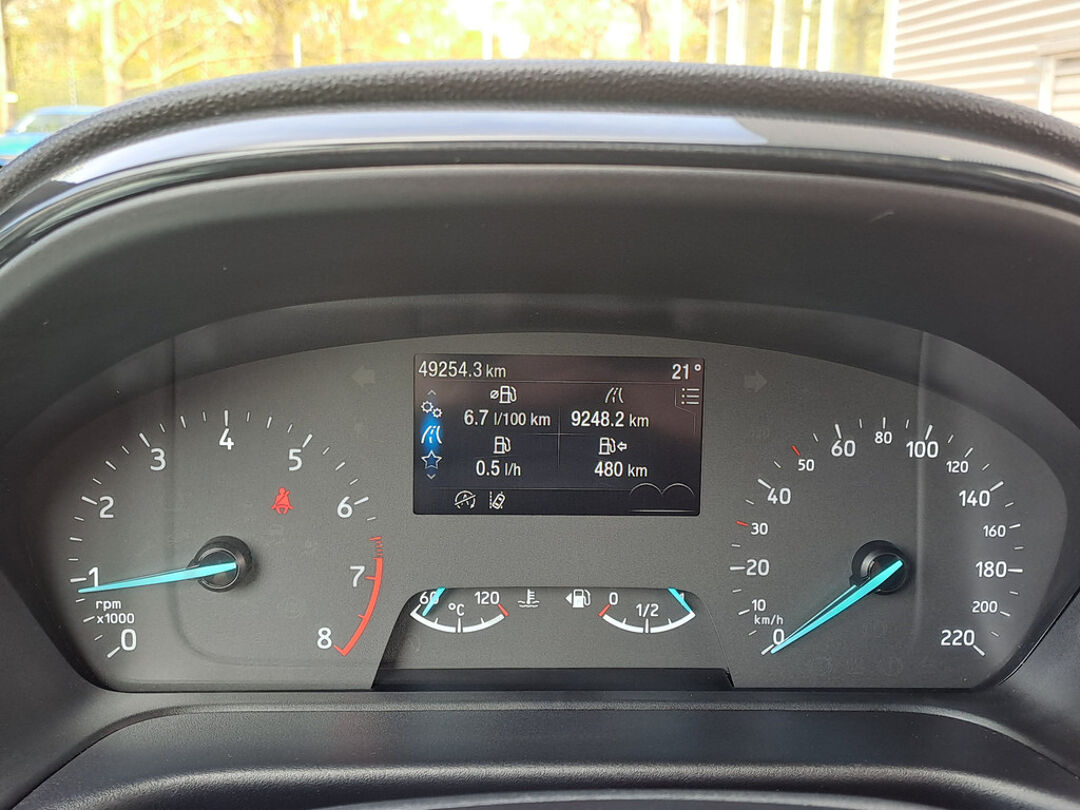 49254.3 km 21°
ø 6.7 l/100 km 9248.2 km
0.5 l/h 480 km
0 1 2 3 4 5 6 7 8
rpm
x1000
60 °C 120
0 1/2 1
0 10 20 30 40 50 60 80 100 120 140 160 180 200 220
km/h